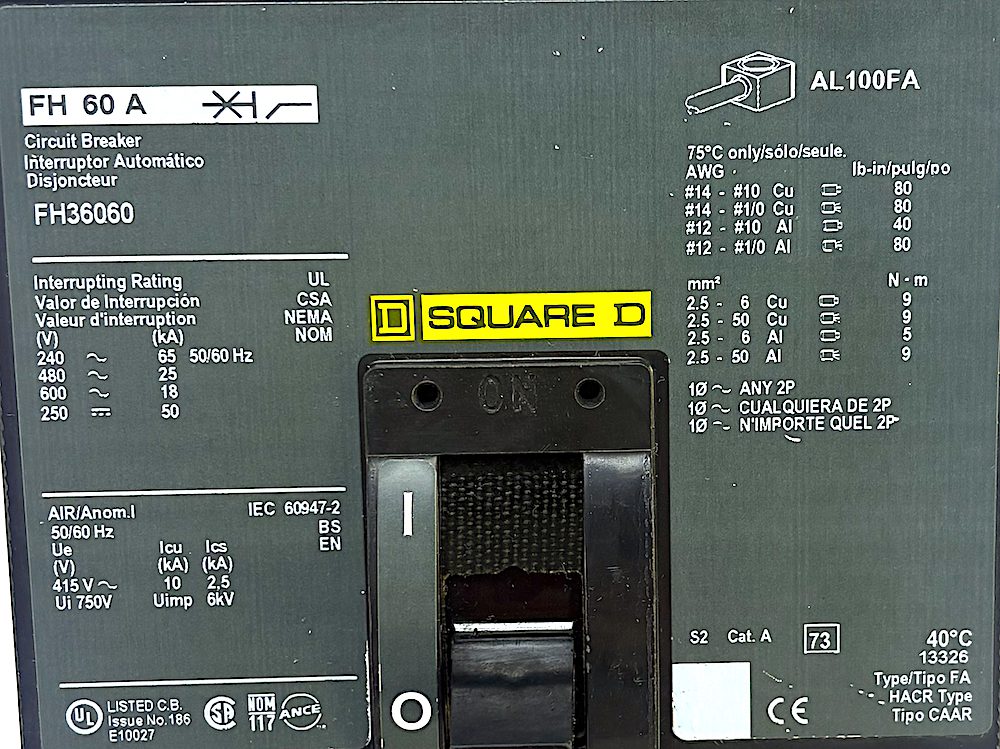 FH 60 A
Circuit Breaker
Interruptor Automático
Disjoncteur
FH36060
Interrupting Rating UL
Valor de Interrupción CSA
Valeur d'interruption NEMA
(V) (kA) NOM
240 ~ 65 50/60 Hz
480 ~ 25
600 ~ 18
250 ⎓ 50
AIR/Anom.I IEC 60947-2
50/60 Hz BS
Ue Icu Ics EN
(V) (kA) (kA)
415 V ~ 10 2,5
Ui 750V Uimp 6kV
UL LISTED C.B.
Issue No.186
E10027
SA
NOM
117
ANCE
D SQUARE D
ON
I
O
AL100FA
75°C only/sólo/seule.
AWG lb-in/pulg/po
#14 - #10 Cu 80
#14 - #1/0 Cu 80
#12 - #10 Al 40
#12 - #1/0 Al 80
mm² N - m
2.5 - 6 Cu 9
2.5 - 50 Cu 9
2.5 - 6 Al 5
2.5 - 50 Al 9
1Ø ~ ANY 2P
1Ø ~ CUALQUIERA DE 2P
1Ø ~ N'IMPORTE QUEL 2P
S2 Cat. A 73 40°C
13326
Type/Tipo FA
HACR Type
Tipo CAAR
CE